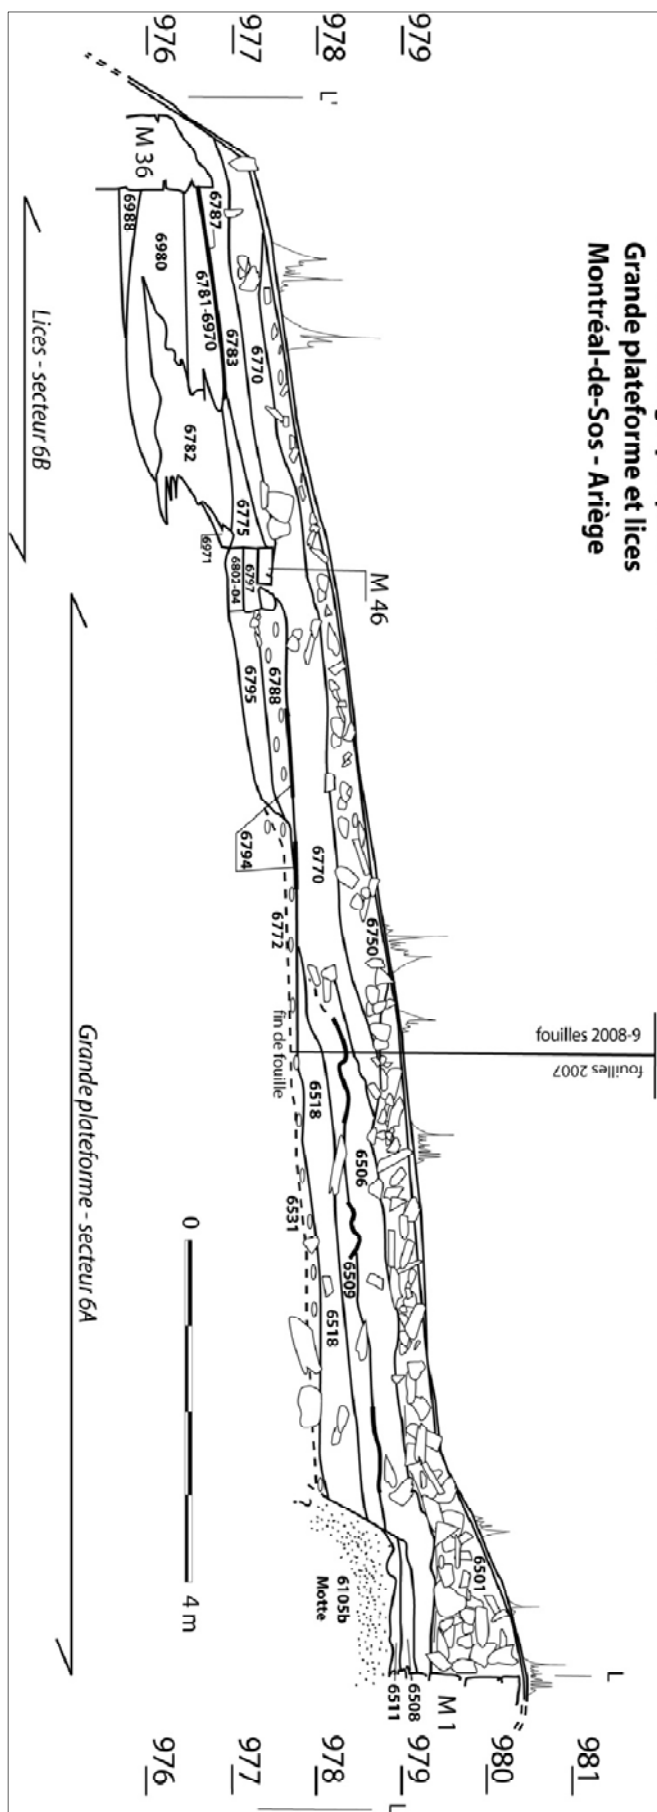 Grande plateforme et lices
Montréal-de-Sos - Ariège
979
978
977
976
L'
M 36
6988
6980
6787
6781-6970
6783
6770
6782
6775
6971
M 46
6797
6802-04
6795
6788
6794
6770
6772
6750
fouilles 2008-9
fouilles 2007
fin de fouille
6518
6506
6531
6509
6518
6501
6105b
Motte
?
6508
6511
M 1
L
981
980
979
978
977
976
Lices - secteur 6B
Grande plateforme - secteur 6A
0
4 m